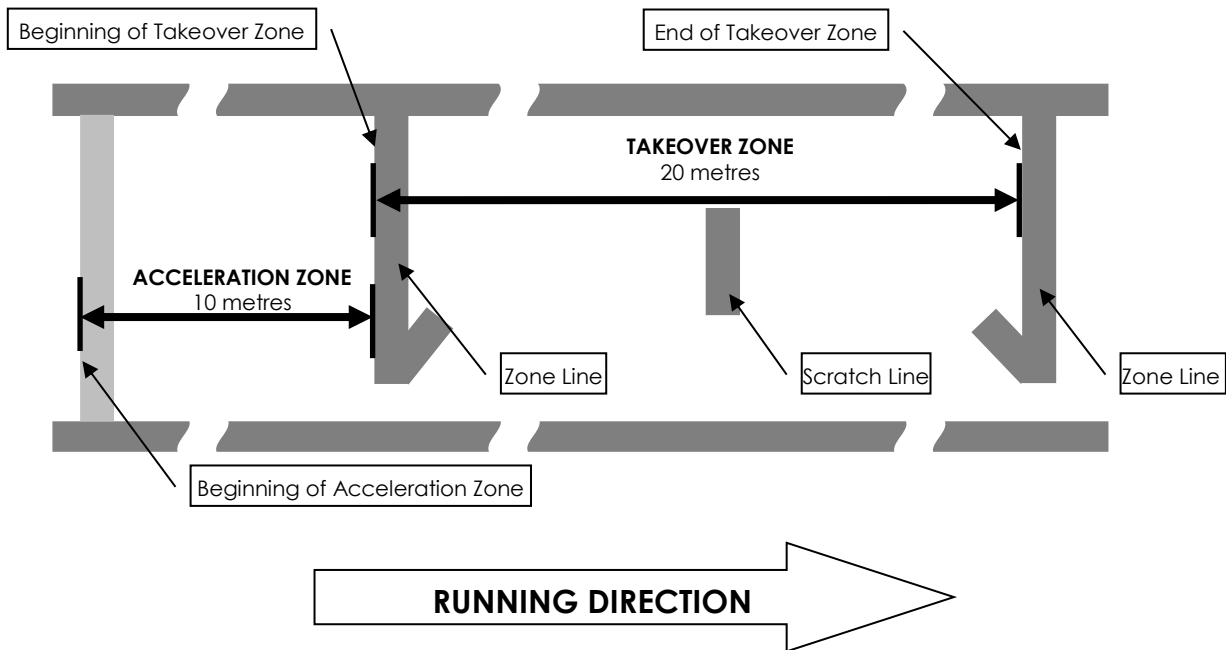 Beginning of Takeover Zone
End of Takeover Zone
TAKEOVER ZONE
20 metres
ACCELERATION ZONE
10 metres
Zone Line
Scratch Line
Zone Line
Beginning of Acceleration Zone
RUNNING DIRECTION